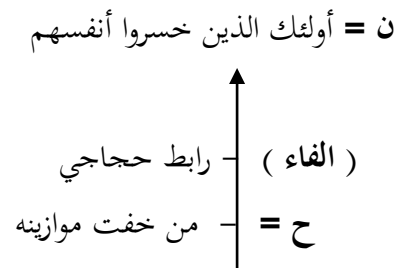 ن = أولئك الذين خسروا أنفسهم
( الفاء ) رابط حجاجي
ح = من خفت موازينه